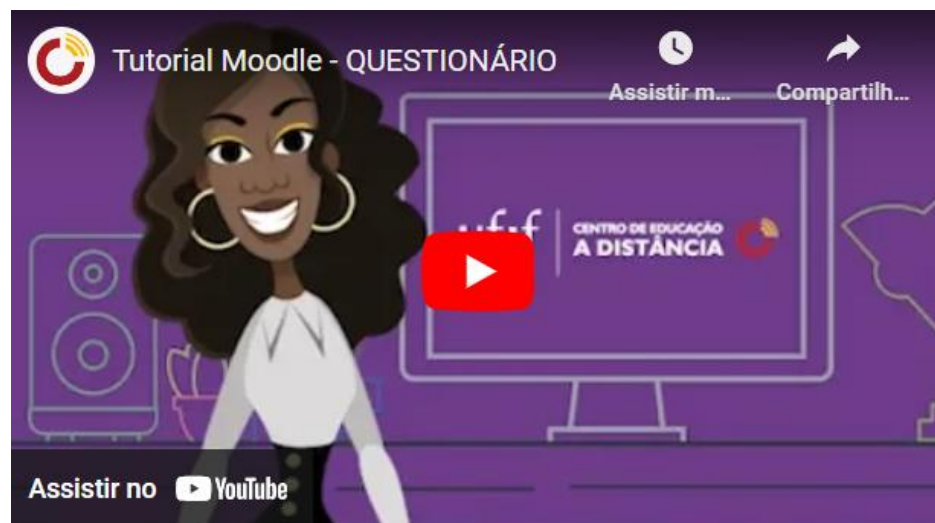 Tutorial Moodle - QUESTIONÁRIO
Assistir m...
Compartilh...
CENTRO DE EDUCAÇÃO
A DISTÂNCIA
Assistir no YouTube